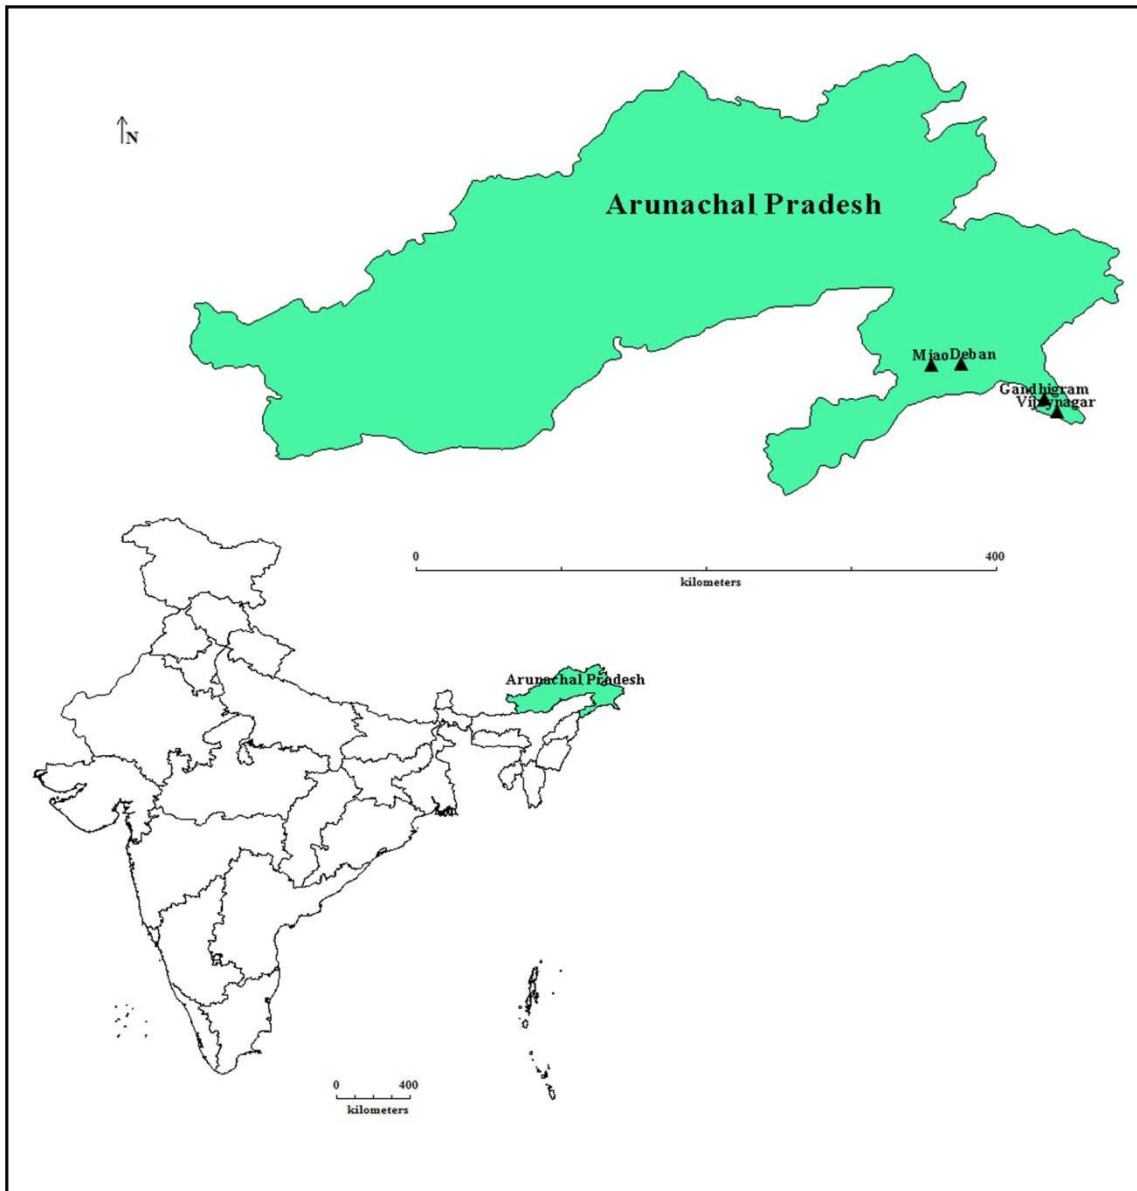 N
Arunachal Pradesh
Miao Deban
Gandhigram
Vijaynagar
0 400
kilometers
Arunachal Pradesh
0 400
kilometers